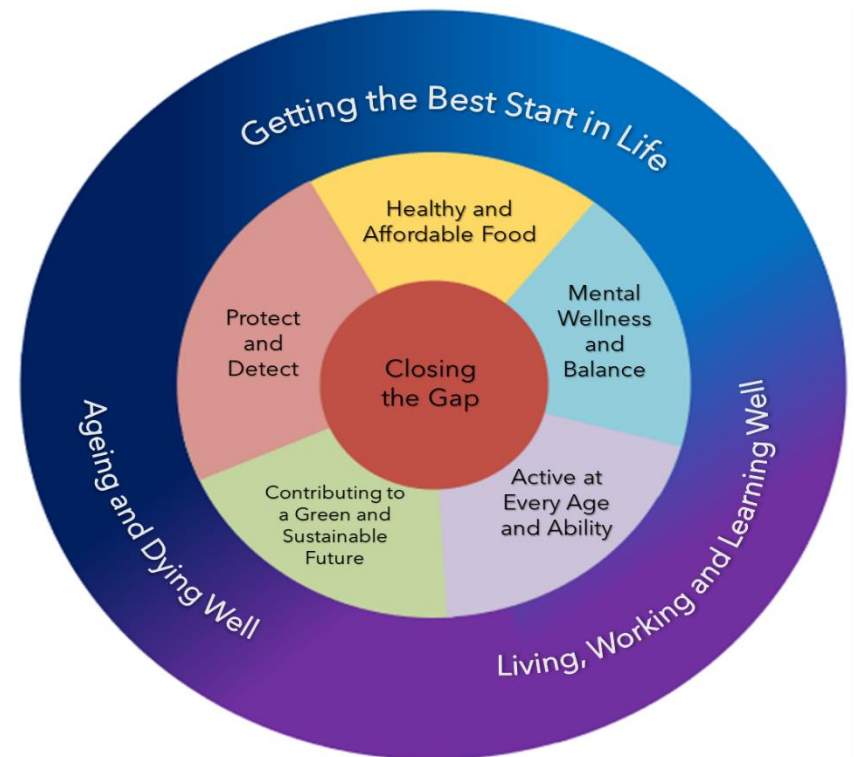 Getting the Best Start in Life
Healthy and
Affordable Food
Mental
Wellness
and
Balance
Protect
and
Detect
Closing
the Gap
Active at
Every Age
and Ability
Contributing to
a Green and
Sustainable
Future
Ageing and Dying Well
Living, Working and Learning Well